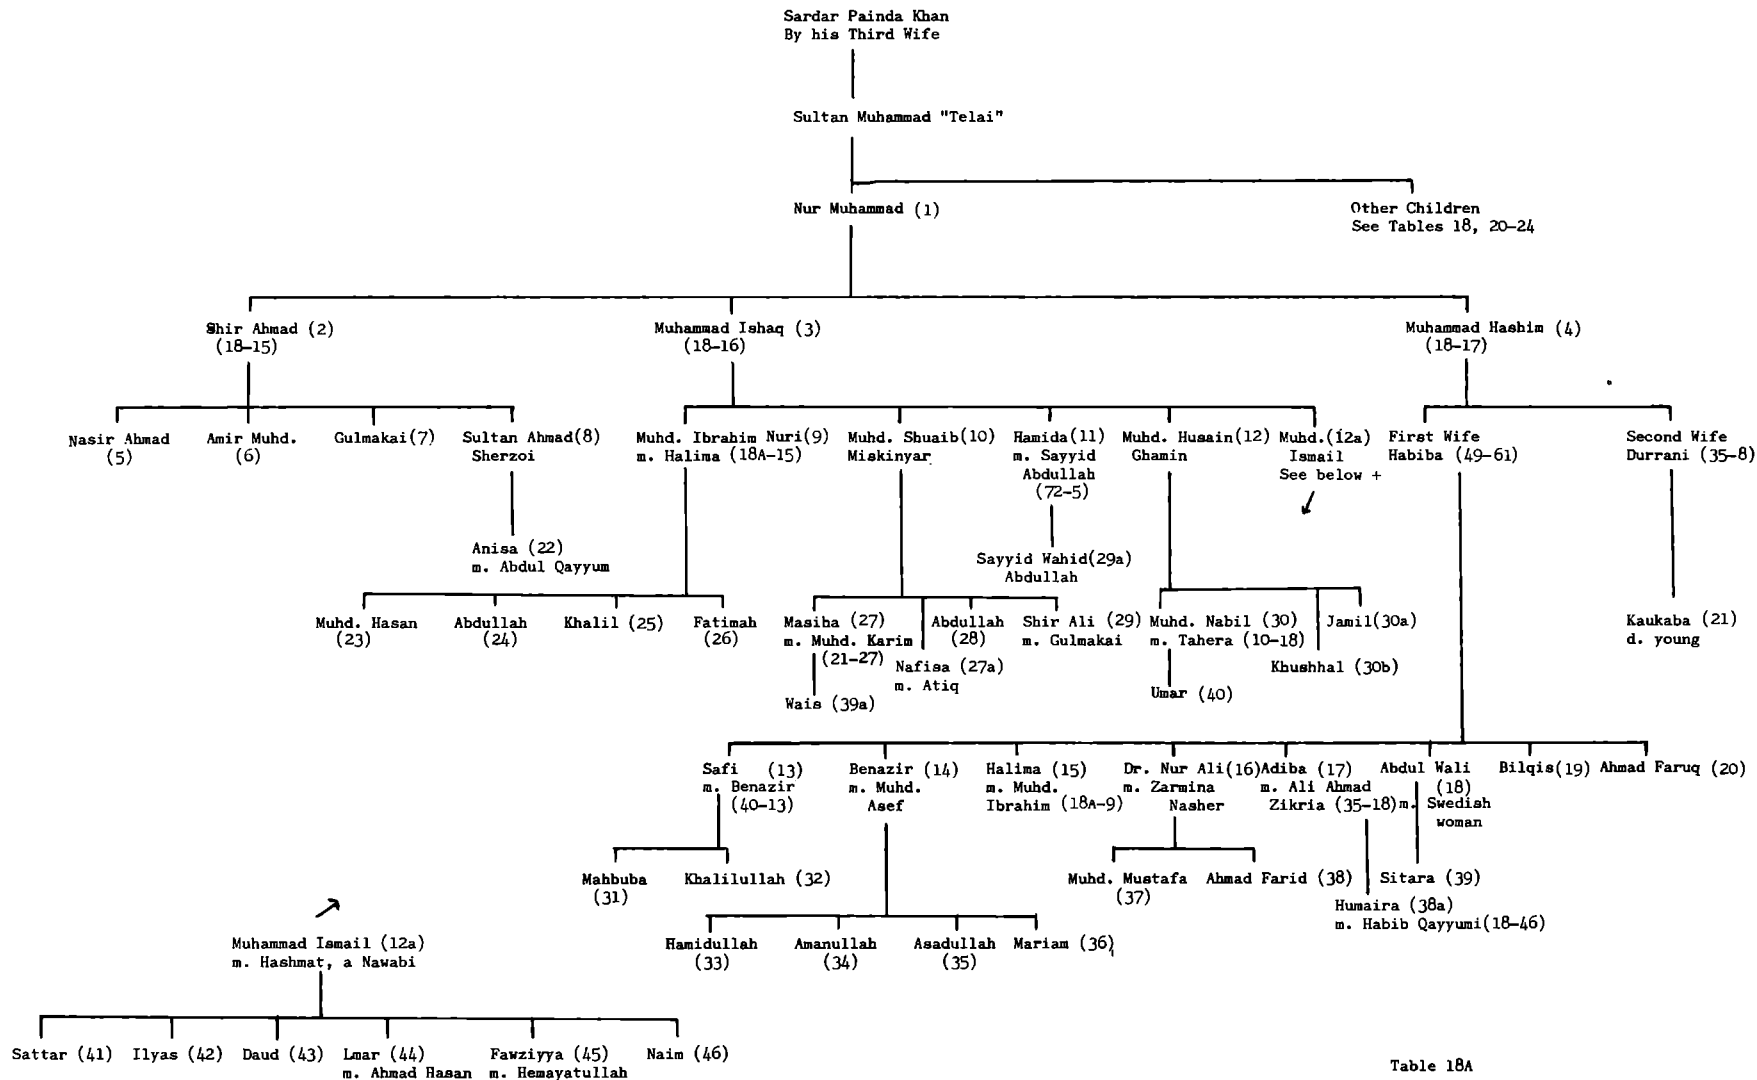 Sardar Painda Khan
By his Third Wife
Sultan Muhammad "Telai"
Nur Muhammad (1)
Other Children
See Tables 18, 20-24
Shir Ahmad (2)
(18-15)
Muhammad Ishaq (3)
(18-16)
Muhammad Hashim (4)
(18-17)
Nasir Ahmad
(5)
Amir Muhd.
(6)
Gulmakai(7)
Sultan Ahmad(8)
Sherzoi
Muhd. Ibrahim Nuri(9)
m. Halima (18A-15)
Muhd. Shuaib(10)
Miskinyar
Hamida(11)
m. Sayyid
Abdullah
(72-5)
Muhd. Husain(12)
Ghamin
Muhd.(12a)
Ismail
See below +
First Wife
Habiba (49-61)
Second Wife
Durrani (35-8)
Anisa (22)
m. Abdul Qayyum
Sayyid Wahid(29a)
Abdullah
Muhd. Hasan
(23)
Abdullah
(24)
Khalil (25)
Fatimah
(26)
Masiha (27)
m. Muhd. Karim
(21-27)
Nafisa (27a)
m. Atiq
Abdullah
(28)
Shir Ali (29)
m. Gulmakai
Muhd. Nabil (30)
m. Tahera (10-18)
Jamil(30a)
Khushhal (30b)
Kaukaba (21)
d. young
Wais (39a)
Umar (40)
Safi (13)
m. Benazir
(40-13)
Benazir (14)
m. Muhd.
Asef
Halima (15)
m. Muhd.
Ibrahim (18A-9)
Dr. Nur Ali(16)
m. Zarmina
Nasher
Adiba (17)
m. Ali Ahmad
Zikria (35-18)
Abdul Wali
(18)
m. Swedish
woman
Bilqis(19)
Ahmad Faruq (20)
Mahbuba
(31)
Khalilullah (32)
Muhd. Mustafa
(37)
Ahmad Farid (38)
Sitara (39)
Humaira (38a)
m. Habib Qayyumi(18-46)
Hamidullah
(33)
Amanullah
(34)
Asadullah
(35)
Mariam (36)
Muhammad Ismail (12a)
m. Hashmat, a Nawabi
Sattar (41)
Ilyas (42)
Daud (43)
Lmar (44)
m. Ahmad Hasan
Fawziyya (45)
m. Hemayatullah
Naim (46)
Table 18A